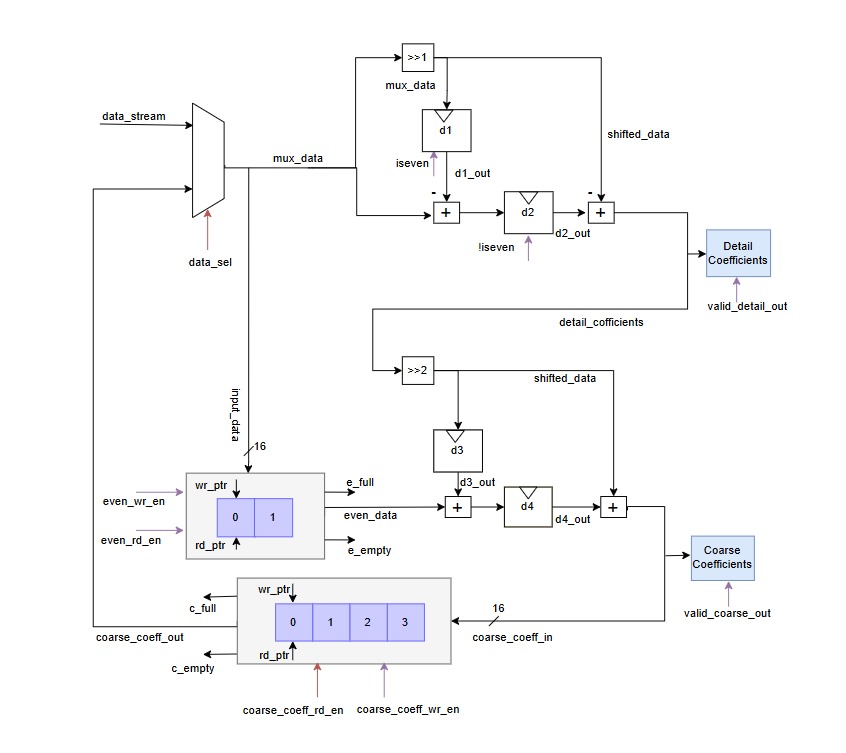 >>1
mux_data
data_stream
d1
shifted_data
mux_data
iseven
d1_out
-
-
+
d2
+
d2_out
!iseven
data_sel
Detail
Coefficients
valid_detail_out
detail_cofficients
>>2
shifted_data
input_data
16
d3
wr_ptr
e_full
d3_out
even_wr_en
0
1
even_data
+
d4
+
d4_out
even_rd_en
rd_ptr
e_empty
Coarse
Coefficients
wr_ptr
c_full
16
valid_coarse_out
0
1
2
3
coarse_coeff_out
coarse_coeff_in
rd_ptr
c_empty
coarse_coeff_rd_en
coarse_coeff_wr_en